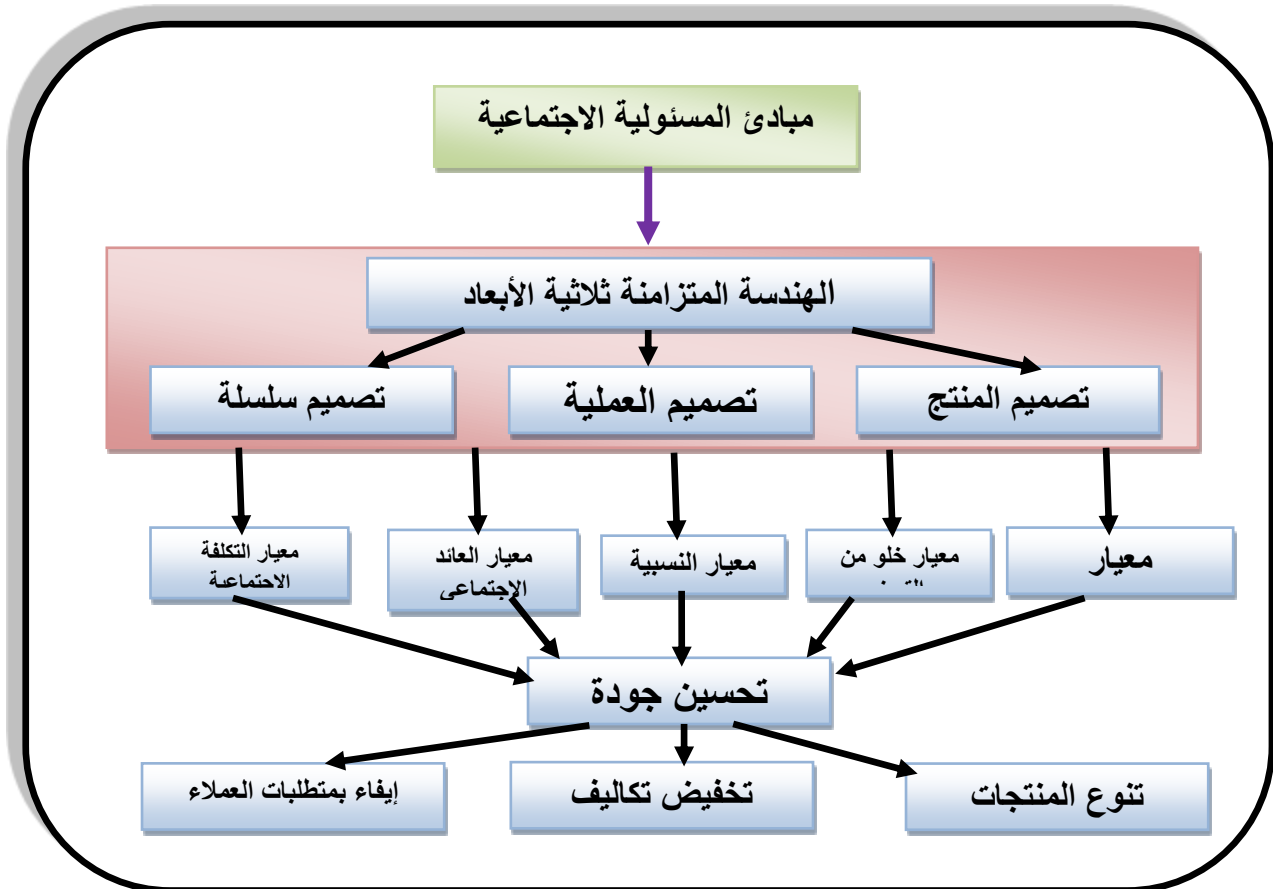 مبادئ المسئولية الاجتماعية
الهندسة المتزامنة ثلاثية الأبعاد
تصميم المنتج
تصميم العملية
تصميم سلسلة
معيار
معيار خلو من
معيار النسبية
معيار العائد
الاجتماعى
معيار التكلفة
الاجتماعية
تحسين جودة
تنوع المنتجات
تخفيض تكاليف
إيفاء بمتطلبات العملاء